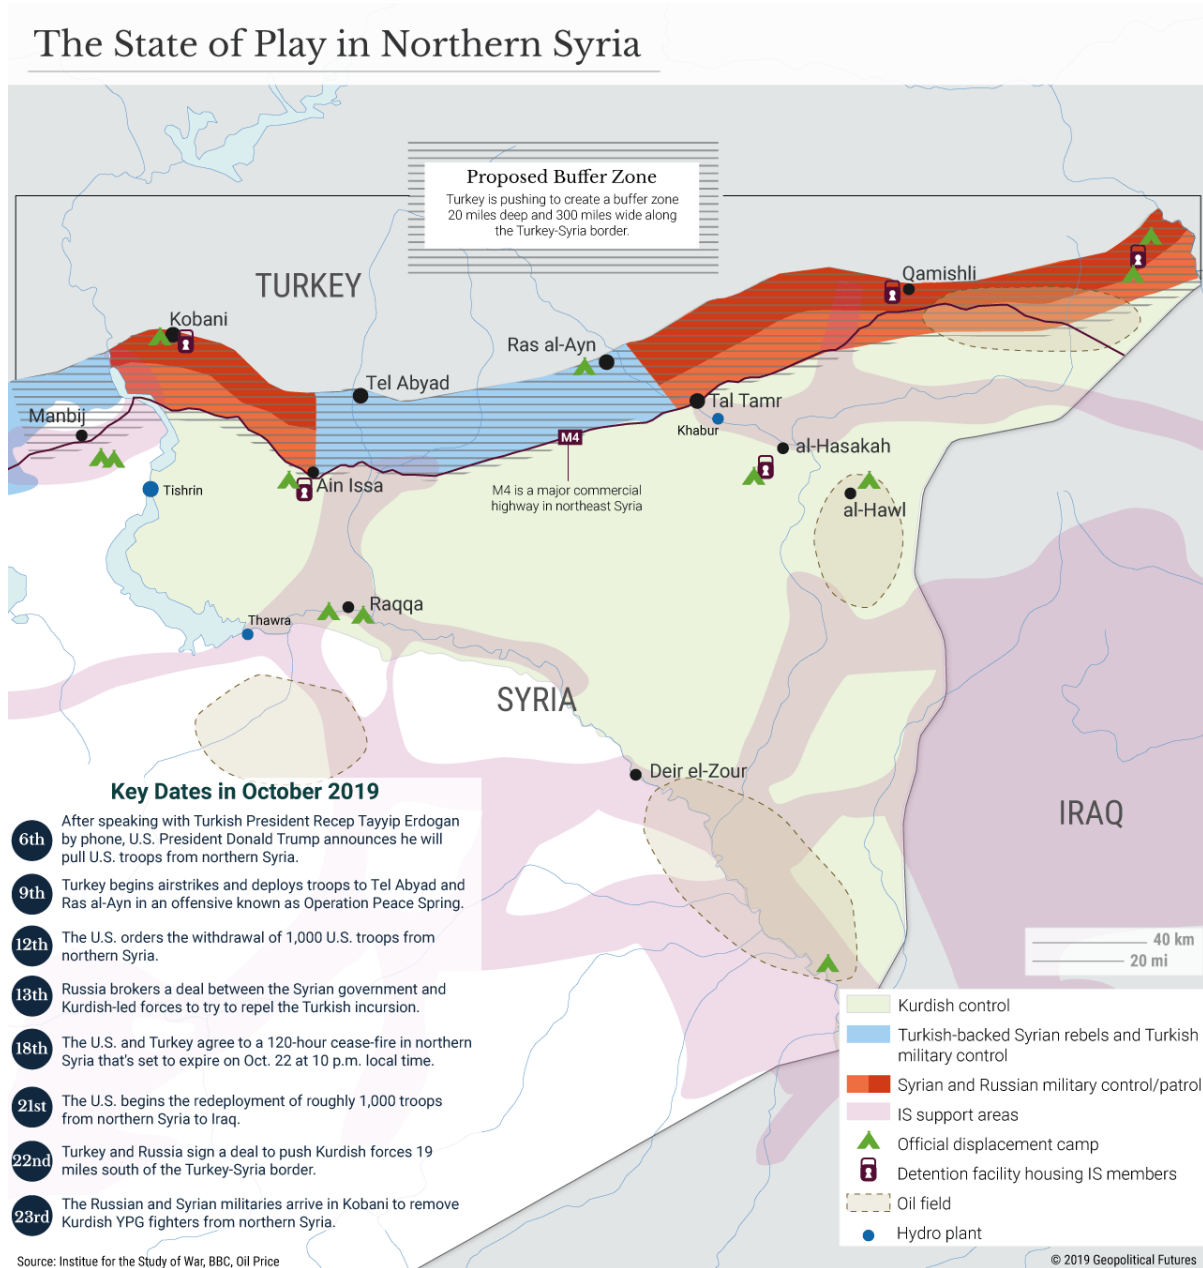 The State of Play in Northern Syria
Proposed Buffer Zone
Turkey is pushing to create a buffer zone
20 miles deep and 300 miles wide along
the Turkey-Syria border.
TURKEY
Qamishli
Kobani
Ras al-Ayn
Tel Abyad
Manbij
Tal Tamr
Khabur
M4
al-Hasakah
Ain Issa
Tishrin
M4 is a major commercial
highway in northeast Syria
al-Hawl
Raqqa
Thawra
SYRIA
Deir el-Zour
IRAQ
Key Dates in October 2019
6th
After speaking with Turkish President Recep Tayyip Erdogan
by phone, U.S. President Donald Trump announces he will
pull U.S. troops from northern Syria.
9th
Turkey begins airstrikes and deploys troops to Tel Abyad and
Ras al-Ayn in an offensive known as Operation Peace Spring.
12th
The U.S. orders the withdrawal of 1,000 U.S. troops from
northern Syria.
13th
Russia brokers a deal between the Syrian government and
Kurdish-led forces to try to repel the Turkish incursion.
18th
The U.S. and Turkey agree to a 120-hour cease-fire in northern
Syria that's set to expire on Oct. 22 at 10 p.m. local time.
21st
The U.S. begins the redeployment of roughly 1,000 troops
from northern Syria to Iraq.
22nd
Turkey and Russia sign a deal to push Kurdish forces 19
miles south of the Turkey-Syria border.
23rd
The Russian and Syrian militaries arrive in Kobani to remove
Kurdish YPG fighters from northern Syria.
40 km
20 mi
Kurdish control
Turkish-backed Syrian rebels and Turkish
military control
Syrian and Russian military control/patrol
IS support areas
Official displacement camp
Detention facility housing IS members
Oil field
Hydro plant
Source: Institue for the Study of War, BBC, Oil Price
© 2019 Geopolitical Futures